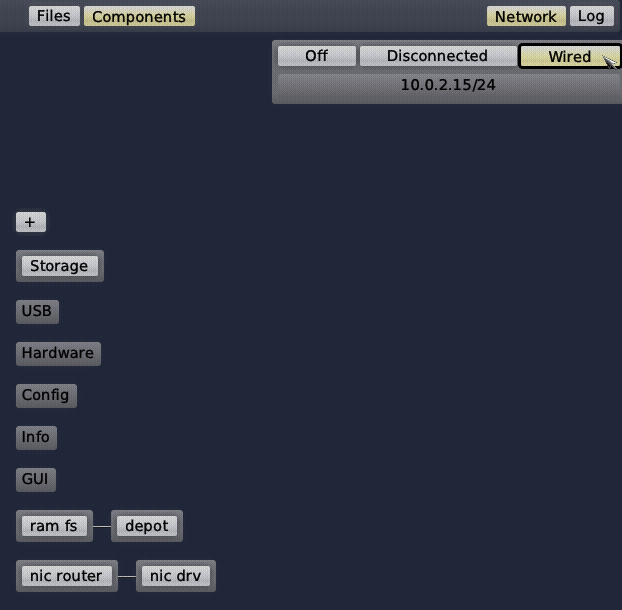 Files Components Network Log
Off Disconnected Wired
10.0.2.15/24
+
Storage
USB
Hardware
Config
Info
GUI
ram fs depot
nic router nic drv